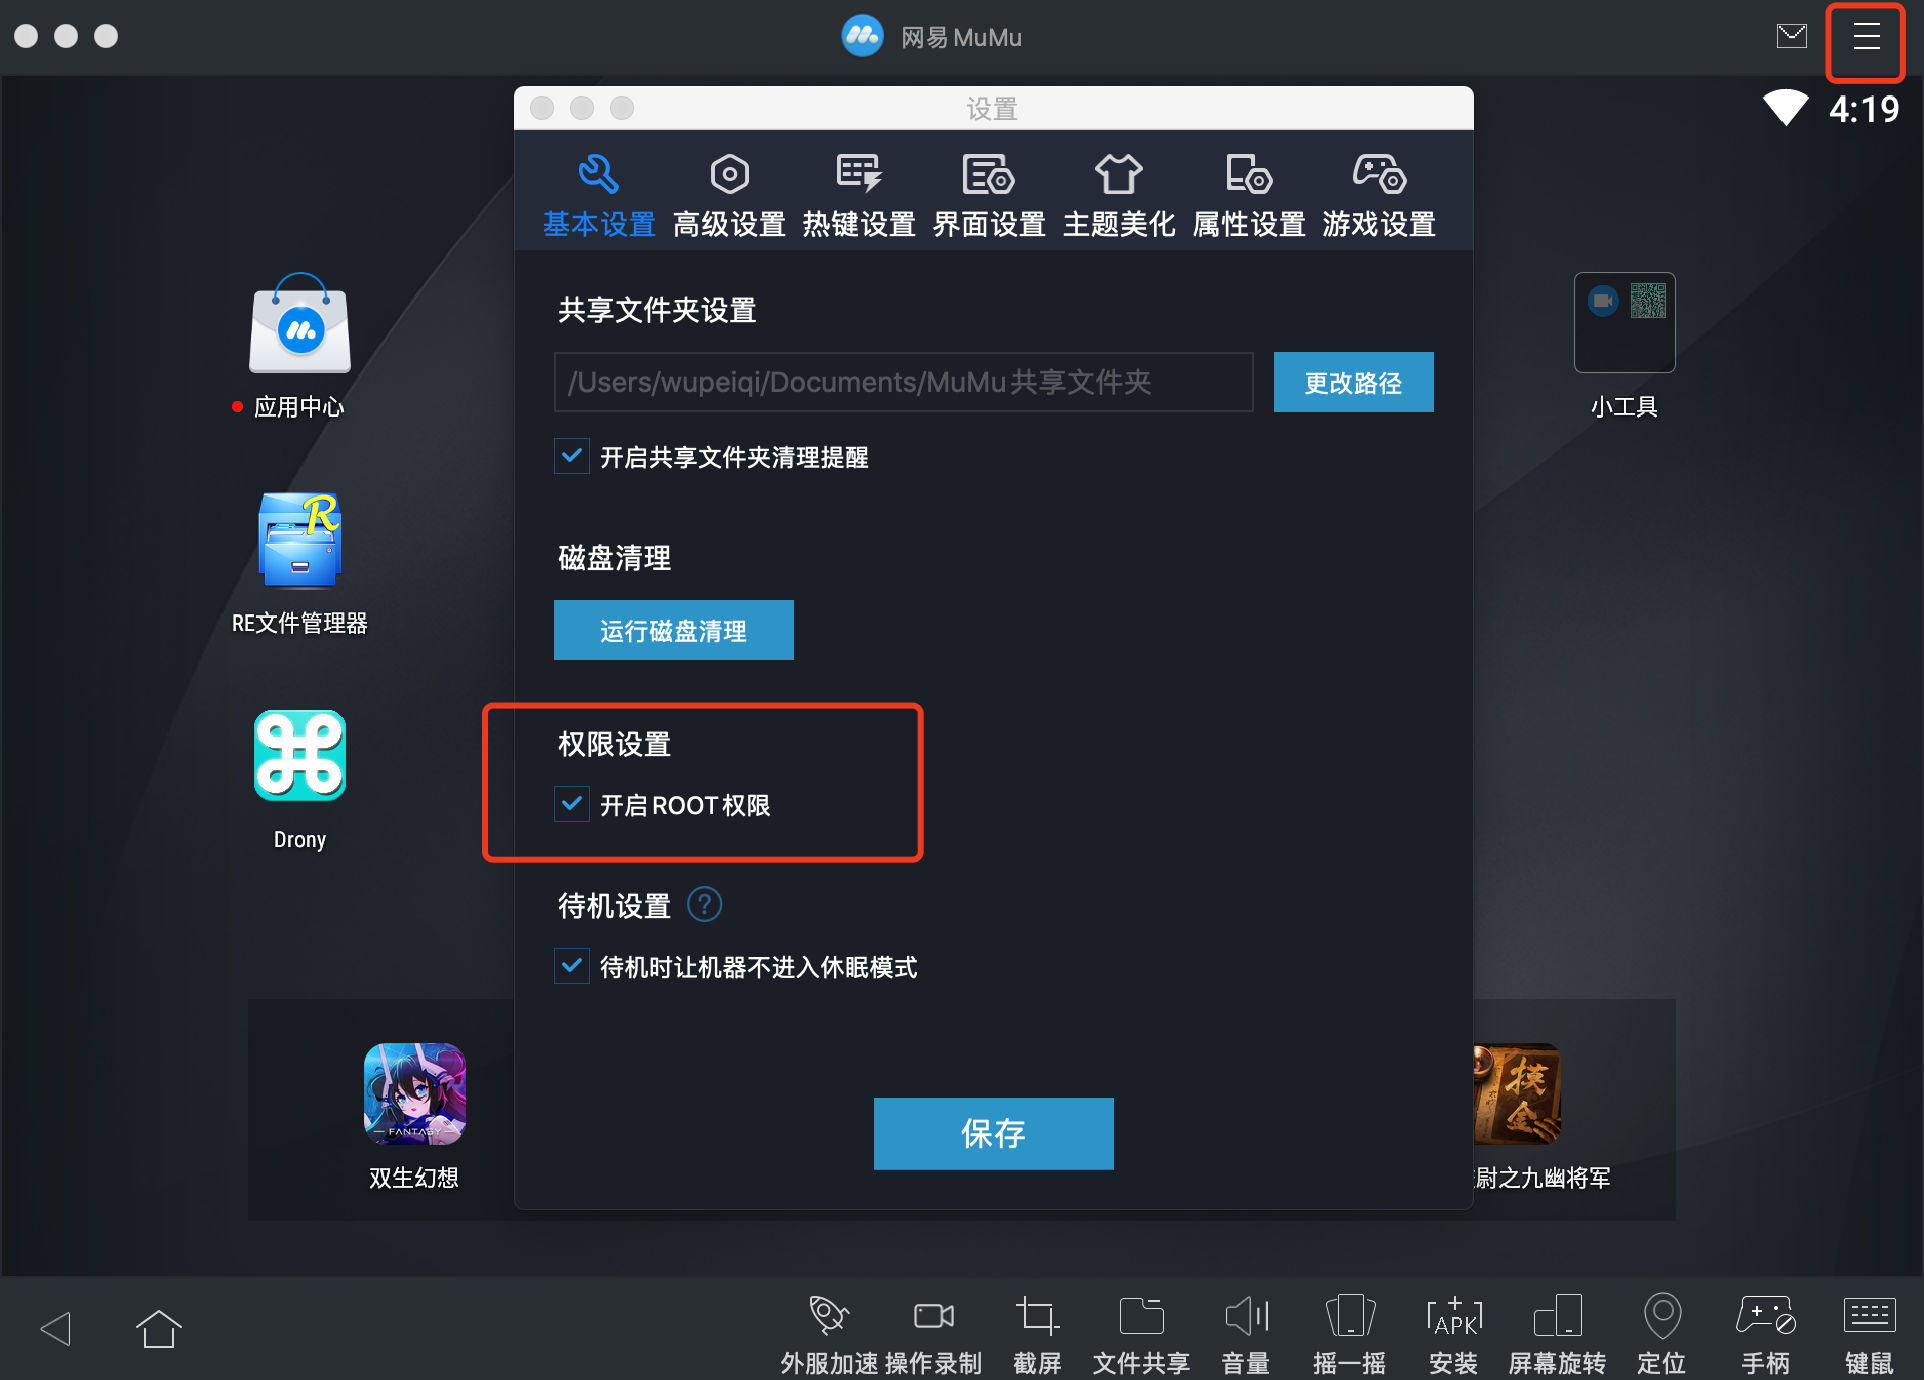 网易 MuMu
4:19
设置
基本设置 高级设置 热键设置 界面设置 主题美化 属性设置 游戏设置
共享文件夹设置
/Users/wupeiqi/Documents/MuMu共享文件夹
更改路径
开启共享文件夹清理提醒
磁盘清理
运行磁盘清理
权限设置
开启ROOT权限
待机设置 ?
待机时让机器不进入休眠模式
保存
应用中心
R
RE文件管理器
Drony
小工具
FANTASY
双生幻想
摸金
尉之九幽将军
APK
外服加速 操作录制 截屏 文件共享 音量 摇一摇 安装 屏幕旋转 定位 手柄 键鼠